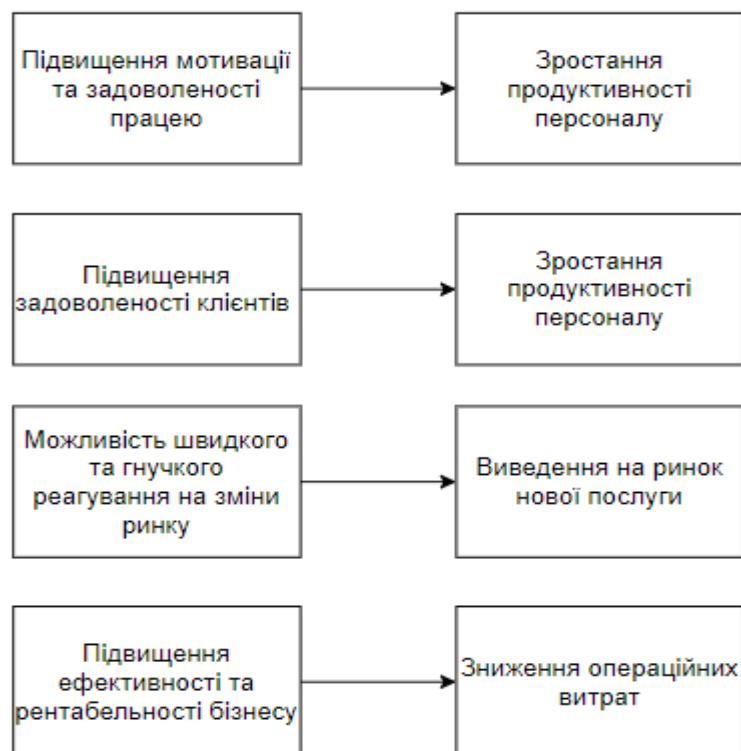 Підвищення мотивації
та задоволеності
працею
Зростання
продуктивності
персоналу
Підвищення
задоволеності клієнтів
Зростання
продуктивності
персоналу
Можливість швидкого
та гнучкого
реагування на зміни
ринку
Виведення на ринок
нової послуги
Підвищення
ефективності та
рентабельності бізнесу
Зниження операційних
витрат